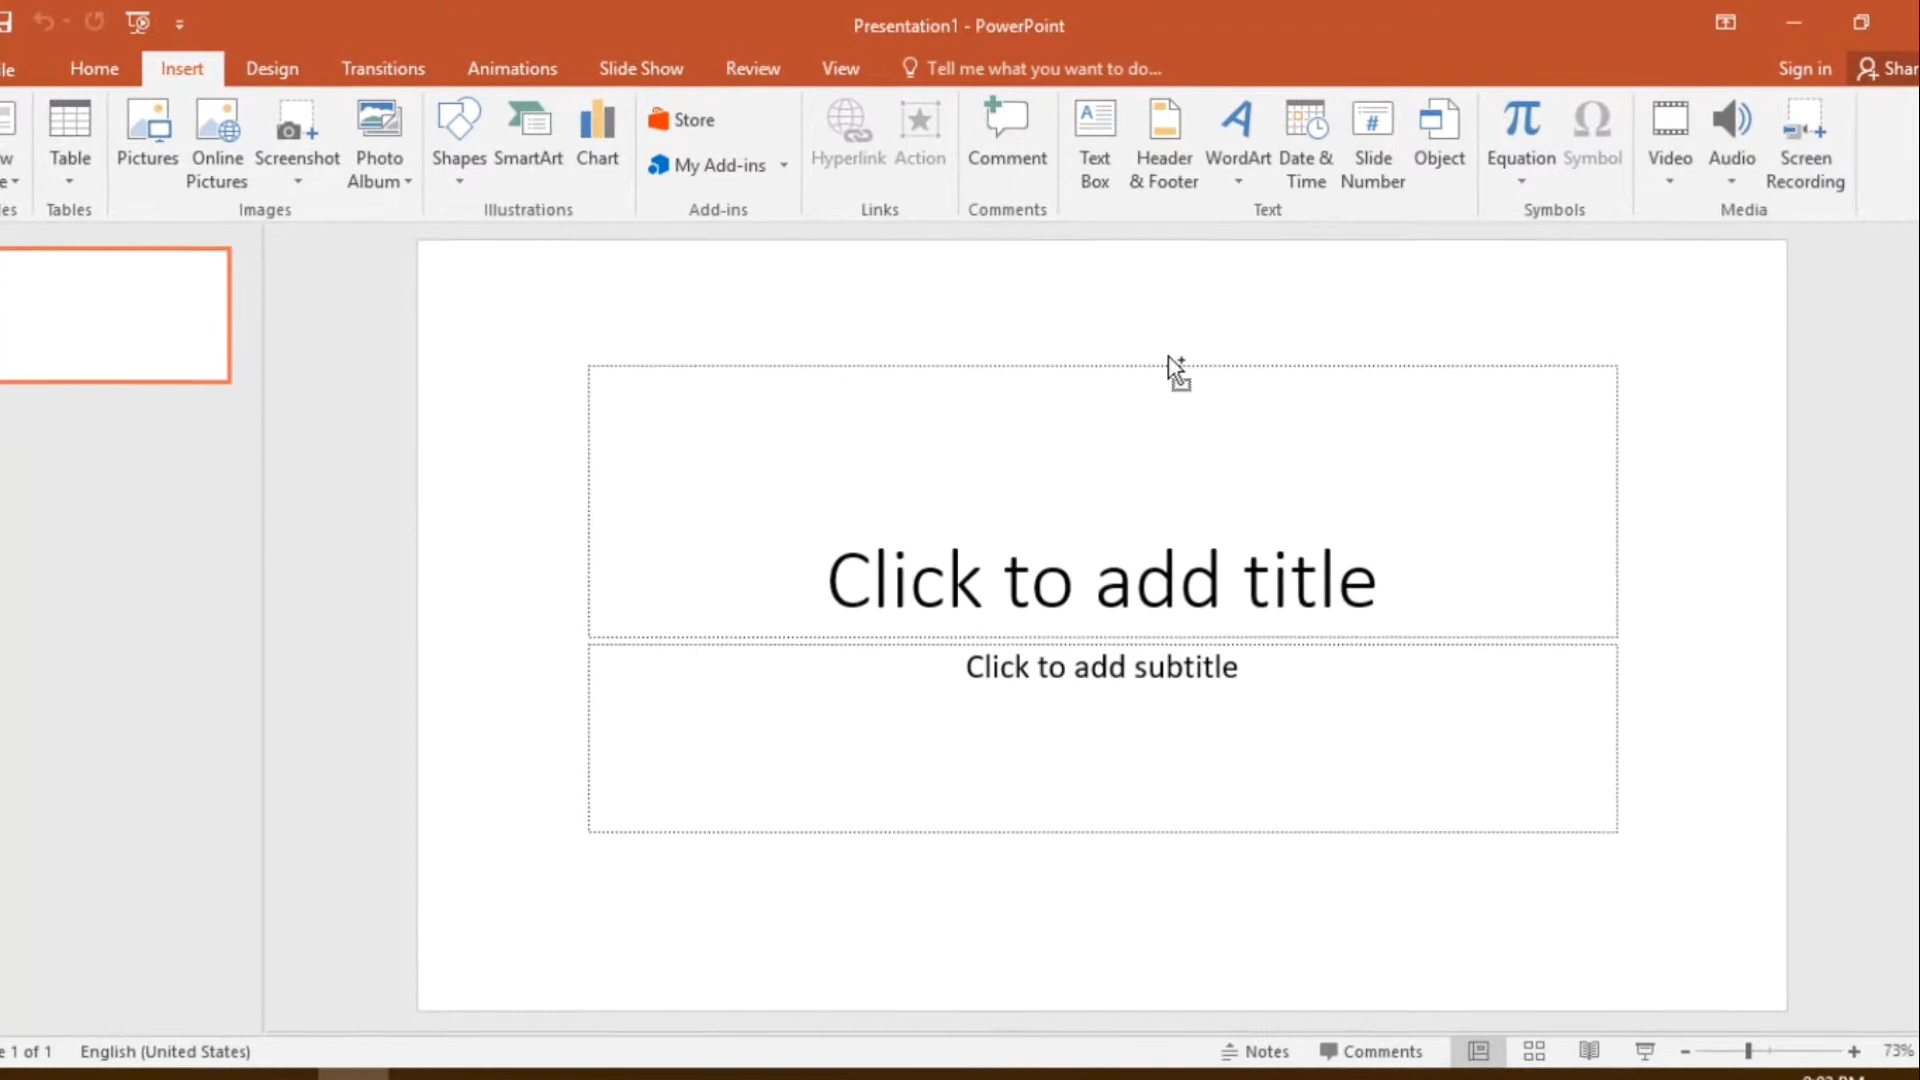 Presentation1 - PowerPoint
Home Insert Design Transitions Animations Slide Show Review View Tell me what you want to do... Sign in Shar
Table Pictures Online Pictures Screenshot Photo Album Shapes SmartArt Chart Store My Add-ins Hyperlink Action Comment Text Box Header & Footer WordArt Date & Time Slide Number Object Equation Symbol Video Audio Screen Recording
Tables Images Illustrations Add-ins Links Comments Text Symbols Media
Click to add title
Click to add subtitle
1 of 1 English (United States) Notes Comments 73%